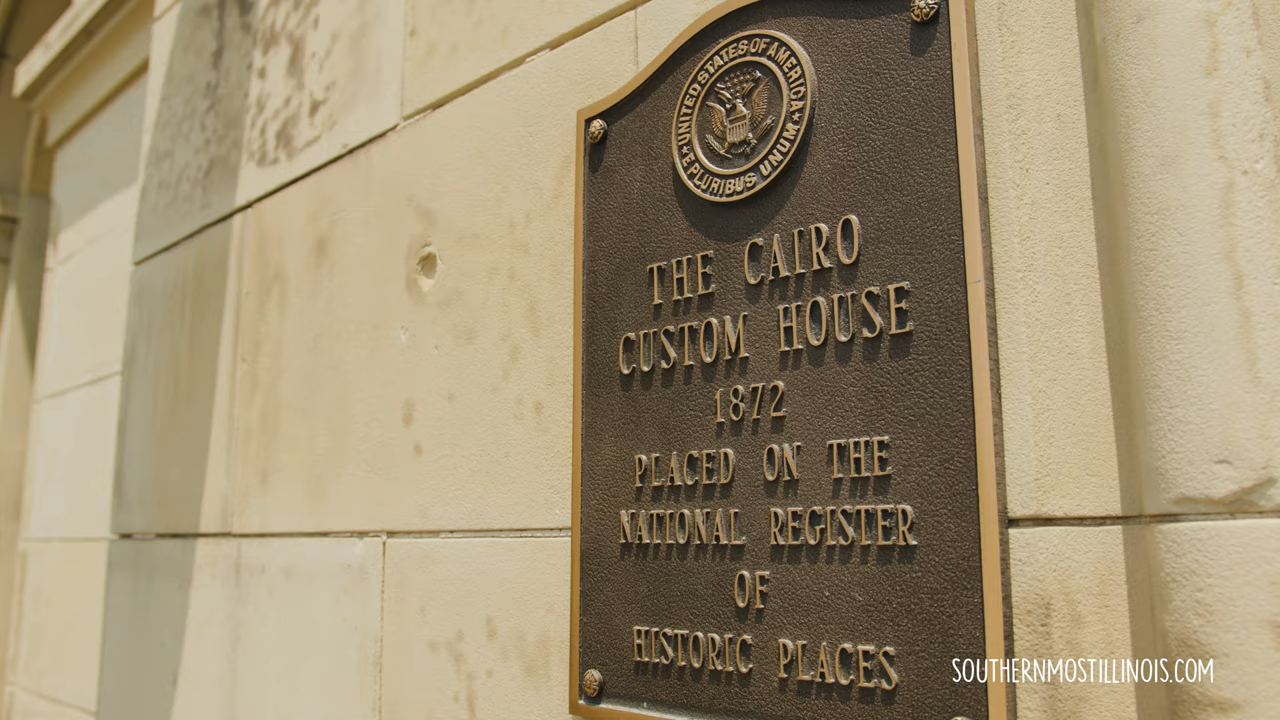 UNITED STATES OF AMERICA
E PLURIBUS UNUM
THE CAIRO
CUSTOM HOUSE
1872
PLACED ON THE
NATIONAL REGISTER
OF
HISTORIC PLACES
SOUTHERNMOSTILLINOIS.COM